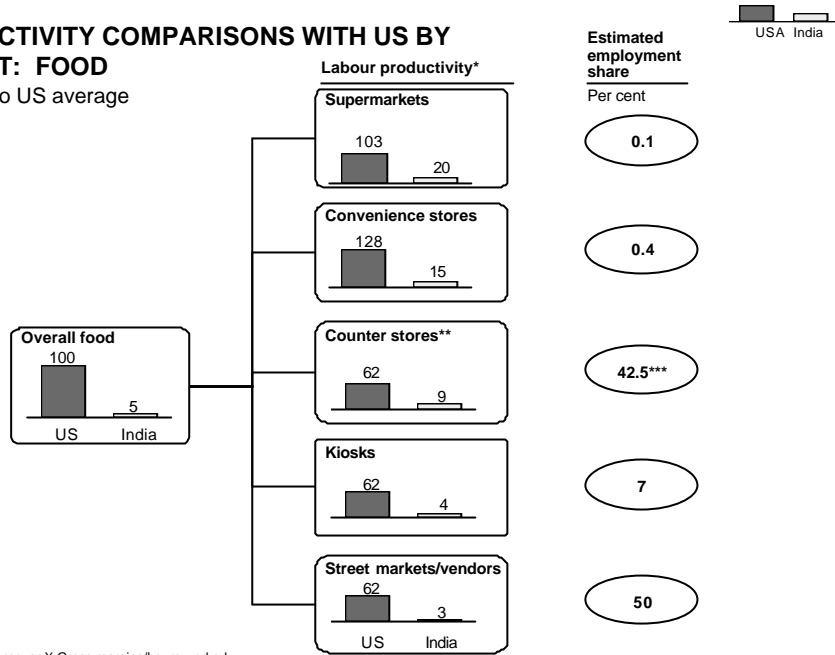 CTIVITY COMPARISONS WITH US BY
T: FOOD
o US average
USA India
Labour productivity*
Estimated
employment
share
Per cent
Supermarkets
103
20
0.1
Convenience stores
128
15
0.4
Overall food
100
5
US India
Counter stores**
62
9
42.5***
Kiosks
62
4
7
Street markets/vendors
62
3
US India
50